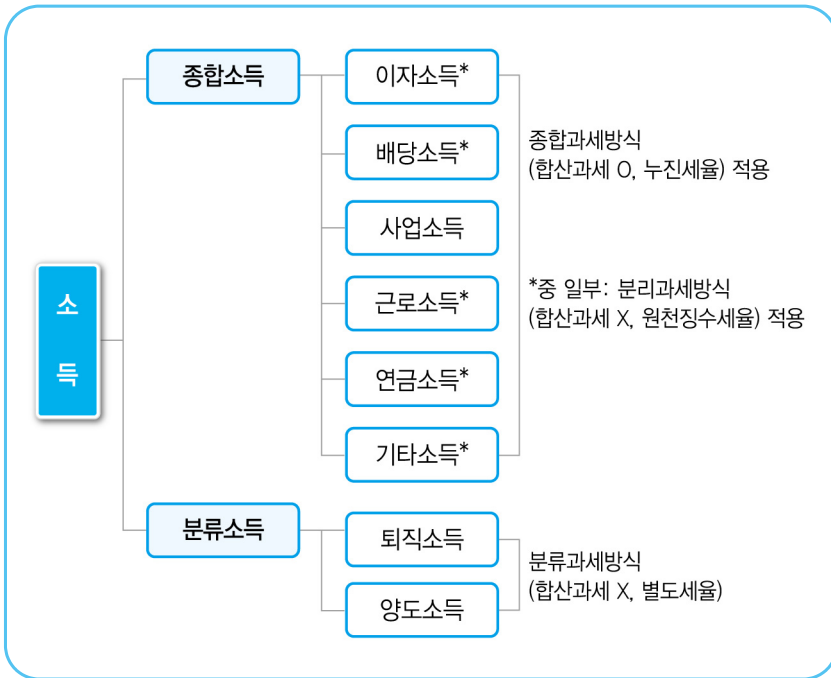 소
득
종합소득
이자소득*
배당소득*
사업소득
근로소득*
연금소득*
기타소득*
종합과세방식
(합산과세 O, 누진세율) 적용
*중 일부: 분리과세방식
(합산과세 X, 원천징수세율) 적용
분류소득
퇴직소득
양도소득
분류과세방식
(합산과세 X, 별도세율)